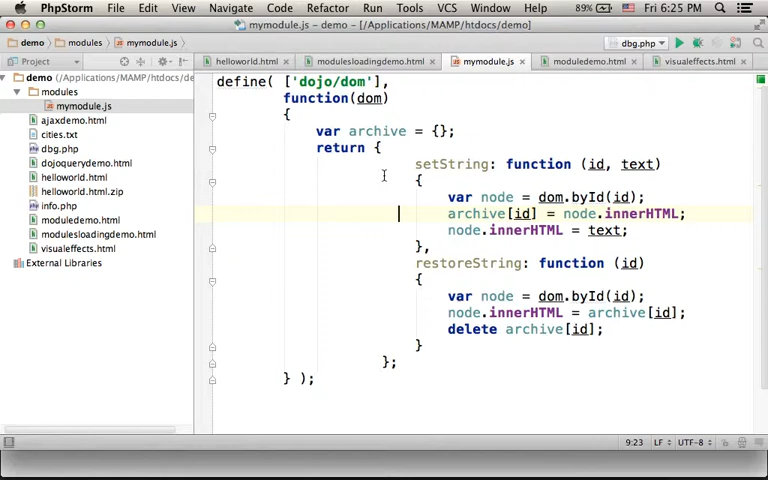 PhpStorm File Edit View Navigate Code Refactor Run Tools VCS Window Help 89% Fri 6:25 PM
mymodule.js - demo - [/Applications/MAMP/htdocs/demo]
demo modules mymodule.js dbg.php
Project helloworld.html modulesloadingdemo.html mymodule.js moduledemo.html visualeffects.html
demo (/Applications/MAMP/htdocs/de
modules
mymodule.js
ajaxdemo.html
cities.txt
dbg.php
dojoquerydemo.html
helloworld.html
helloworld.html.zip
info.php
moduledemo.html
modulesloadingdemo.html
visualeffects.html
External Libraries
define( ['dojo/dom'],
function(dom)
{
var archive = {};
return {
setString: function (id, text)
{
var node = dom.byId(id);
archive[id] = node.innerHTML;
node.innerHTML = text;
},
restoreString: function (id)
{
var node = dom.byId(id);
node.innerHTML = archive[id];
delete archive[id];
}
};
} );
9:23 LF UTF-8